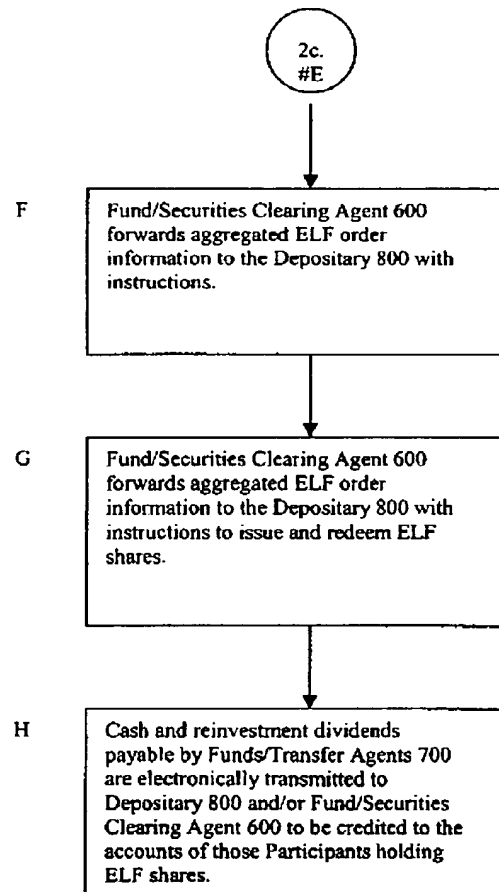 2c.
#E
F
Fund/Securities Clearing Agent 600
forwards aggregated ELF order
information to the Depositary 800 with
instructions.
G
Fund/Securities Clearing Agent 600
forwards aggregated ELF order
information to the Depositary 800 with
instructions to issue and redeem ELF
shares.
H
Cash and reinvestment dividends
payable by Funds/Transfer Agents 700
are electronically transmitted to
Depositary 800 and/or Fund/Securities
Clearing Agent 600 to be credited to the
accounts of those Participants holding
ELF shares.